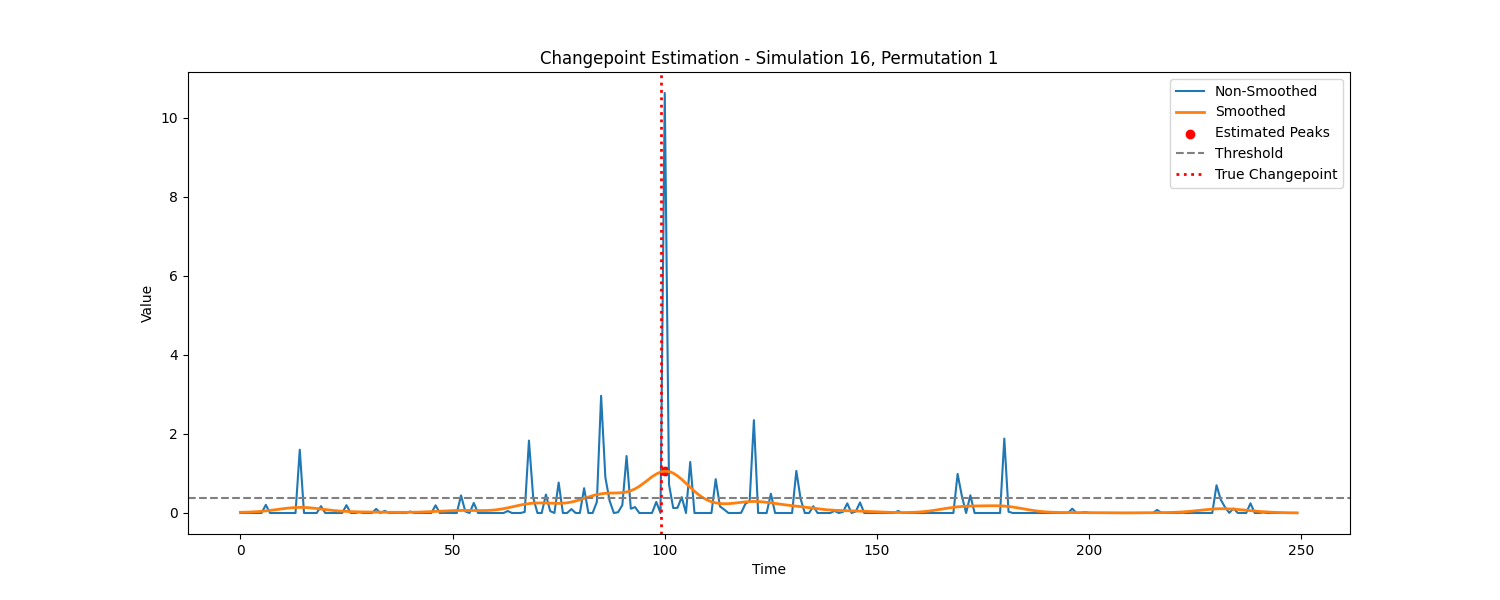 Changepoint Estimation - Simulation 16, Permutation 1
Non-Smoothed
Smoothed
Estimated Peaks
Threshold
True Changepoint
Value
10
8
6
4
2
0
0
50
100
150
200
250
Time